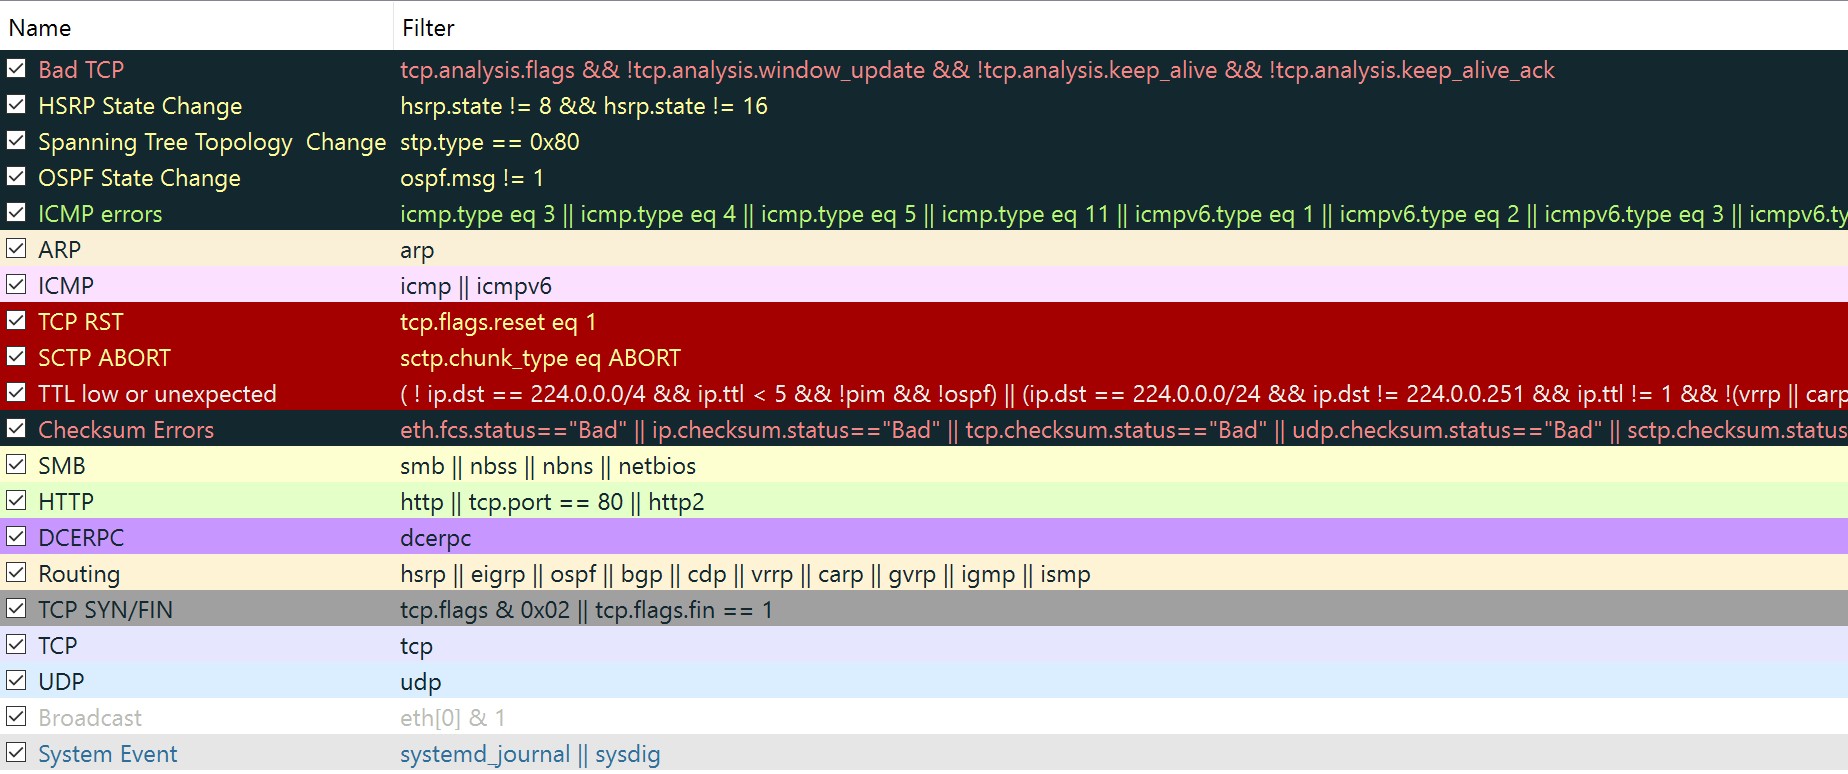 Name Filter
Bad TCP tcp.analysis.flags && !tcp.analysis.window_update && !tcp.analysis.keep_alive && !tcp.analysis.keep_alive_ack
HSRP State Change hsrp.state != 8 && hsrp.state != 16
Spanning Tree Topology  Change stp.type == 0x80
OSPF State Change ospf.msg != 1
ICMP errors icmp.type eq 3 || icmp.type eq 4 || icmp.type eq 5 || icmp.type eq 11 || icmpv6.type eq 1 || icmpv6.type eq 2 || icmpv6.type eq 3 || icmpv6.ty
ARP arp
ICMP icmp || icmpv6
TCP RST tcp.flags.reset eq 1
SCTP ABORT sctp.chunk_type eq ABORT
TTL low or unexpected ( ! ip.dst == 224.0.0.0/4 && ip.ttl < 5 && !pim && !ospf) || (ip.dst == 224.0.0.0/24 && ip.dst != 224.0.0.251 && ip.ttl != 1 && !(vrrp || carp
Checksum Errors eth.fcs.status=="Bad" || ip.checksum.status=="Bad" || tcp.checksum.status=="Bad" || udp.checksum.status=="Bad" || sctp.checksum.status
SMB smb || nbss || nbns || netbios
HTTP http || tcp.port == 80 || http2
DCERPC dcerpc
Routing hsrp || eigrp || ospf || bgp || cdp || vrrp || carp || gvrp || igmp || ismp
TCP SYN/FIN tcp.flags & 0x02 || tcp.flags.fin == 1
TCP tcp
UDP udp
Broadcast eth[0] & 1
System Event systemd_journal || sysdig